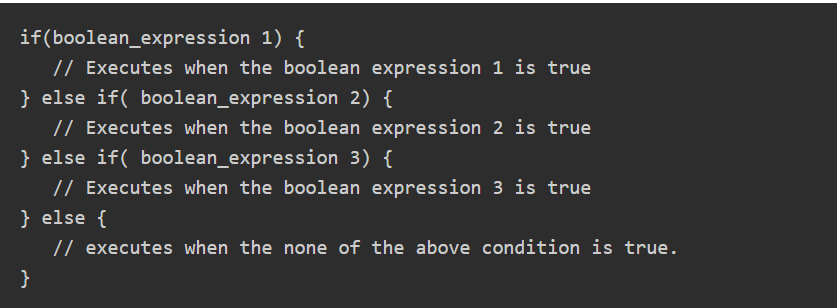 if(boolean_expression 1) {
   // Executes when the boolean expression 1 is true
} else if( boolean_expression 2) {
   // Executes when the boolean expression 2 is true
} else if( boolean_expression 3) {
   // Executes when the boolean expression 3 is true
} else {
   // executes when the none of the above condition is true.
}